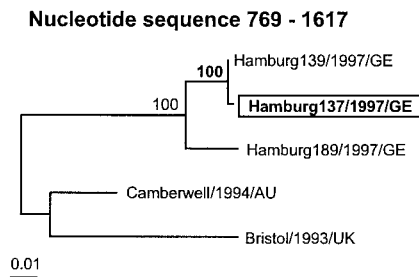 Nucleotide sequence 769 - 1617
100
Hamburg139/1997/GE
Hamburg137/1997/GE
100
Hamburg189/1997/GE
Camberwell/1994/AU
Bristol/1993/UK
0.01